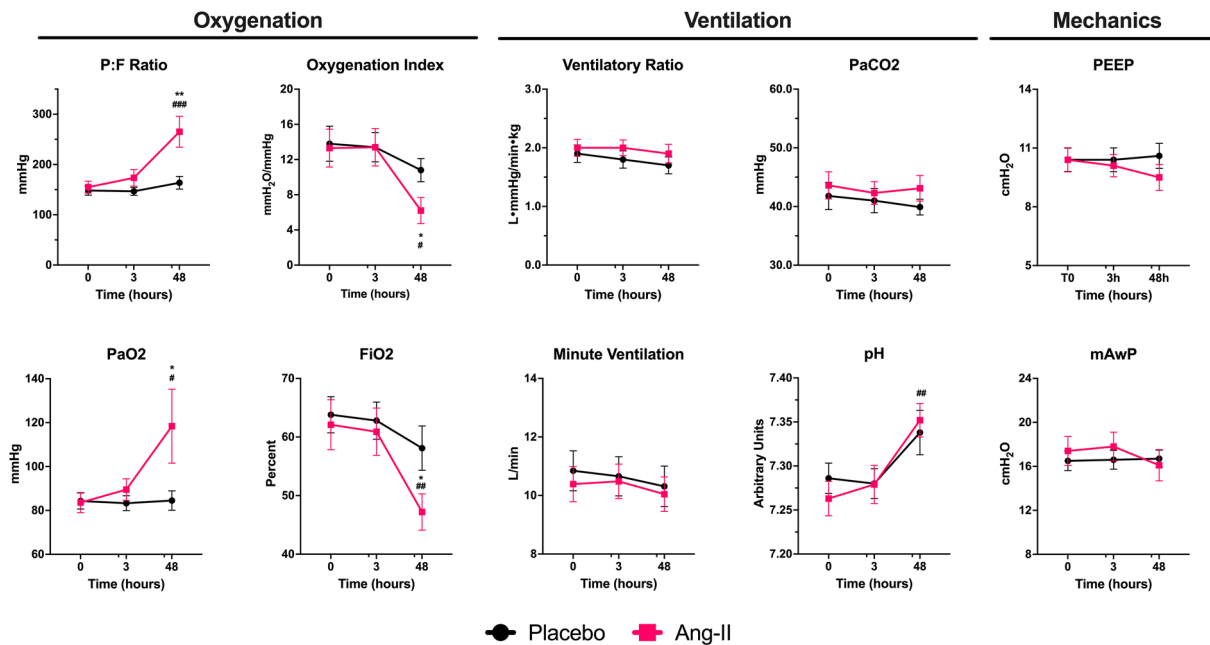 Oxygenation
Ventilation
Mechanics
P:F Ratio
mmHg
300
200
100
0
**
###
0 3 48
Time (hours)
Oxygenation Index
mmH₂O/mmHg
18
14
9
5
0
*
#
0 3 48
Time (hours)
Ventilatory Ratio
L•mmHg/min•kg
3.0
2.0
1.0
0.0
0 3 48
Time (hours)
PaCO2
mmHg
60.0
50.0
40.0
30.0
0 3 48
Time (hours)
PEEP
cmH₂O
14
11
8
5
T0 3h 48h
Time (hours)
PaO2
mmHg
140
120
100
80
60
*
#
0 3 48
Time (hours)
FiO2
Percent
70
60
50
40
*
##
0 3 48
Time (hours)
Minute Ventilation
L/min
14
12
10
8
0 3 48
Time (hours)
pH
Arbitrary Units
7.40
7.35
7.30
7.25
7.20
##
0 3 48
Time (hours)
mAwP
cmH₂O
24
20
16
12
8
0 3 48
Time (hours)
Placebo
Ang-II